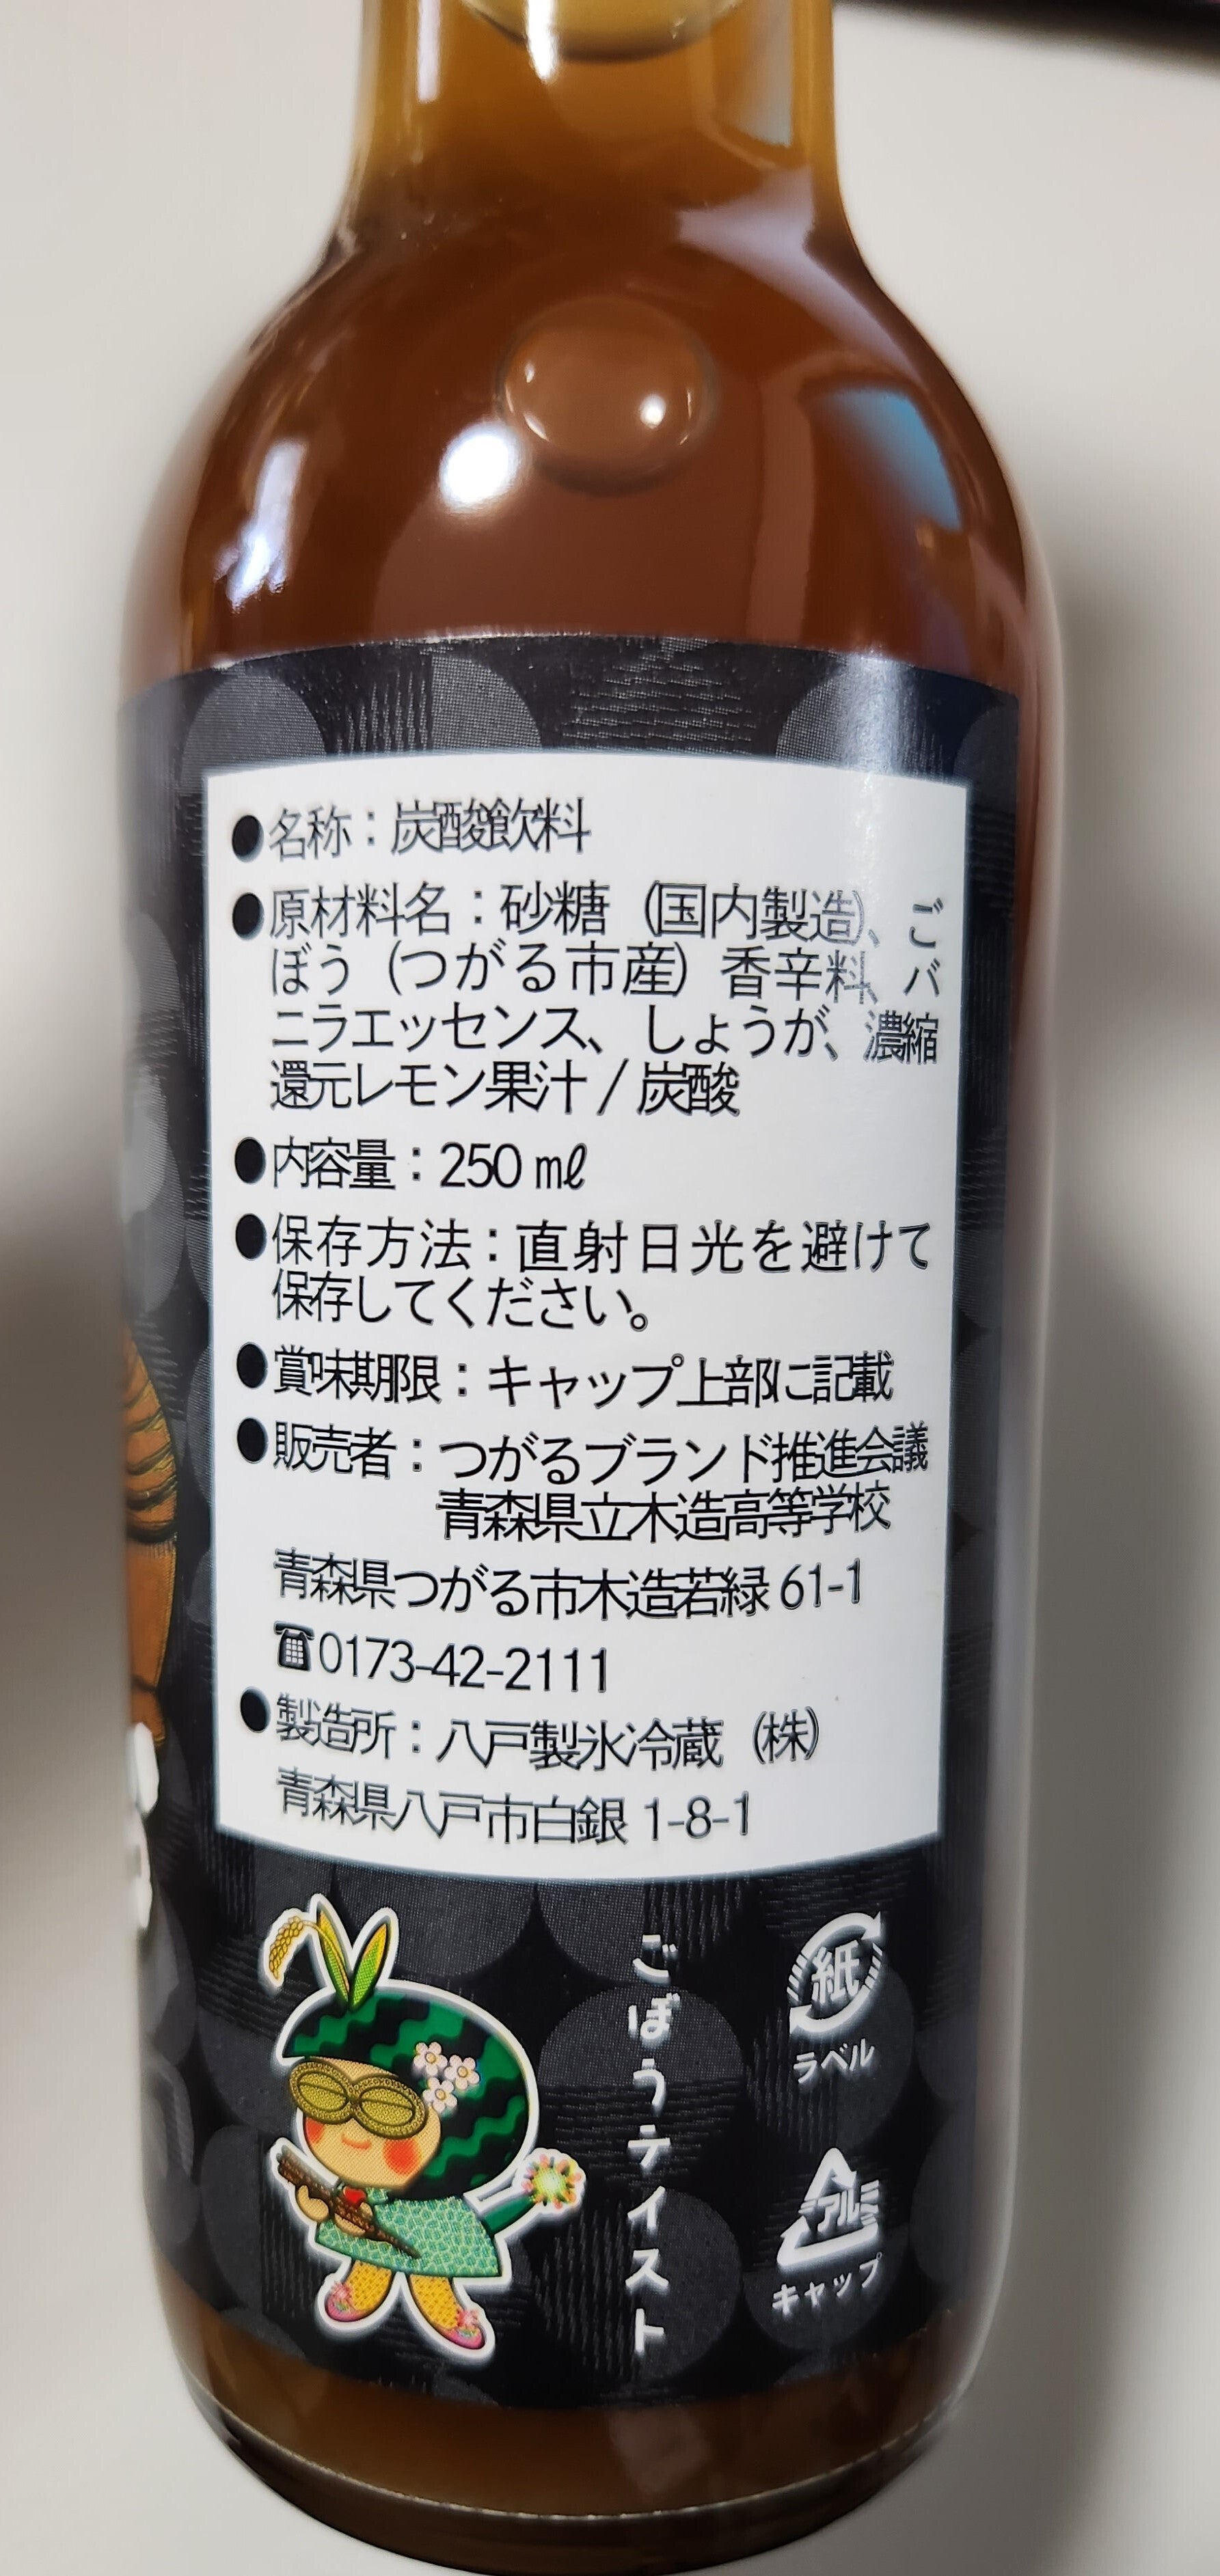 ●名称：炭酸飲料
●原材料名：砂糖（国内製造）、ご
ぼう（つがる市産）香辛料、バ
ニラエッセンス、しょうが、濃縮
還元レモン果汁/炭酸
●内容量：250㎖
●保存方法：直射日光を避けて
保存してください。
●賞味期限：キャップ上部に記載
●販売者：つがるブランド推進会議
青森県立木造高等学校
青森県つがる市木造若緑61-1
☎0173-42-2111
●製造所：八戸製氷冷蔵（株）
青森県八戸市白銀1-8-1
ごぼうテイスト
紙
ラベル
アルミ
キャップ